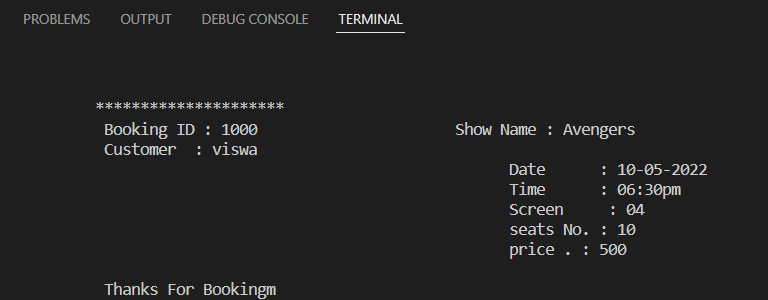 PROBLEMS OUTPUT DEBUG CONSOLE TERMINAL
*********************
Booking ID : 1000 Show Name : Avengers
Customer : viswa
Date : 10-05-2022
Time : 06:30pm
Screen : 04
seats No. : 10
price . : 500
Thanks For Bookingm